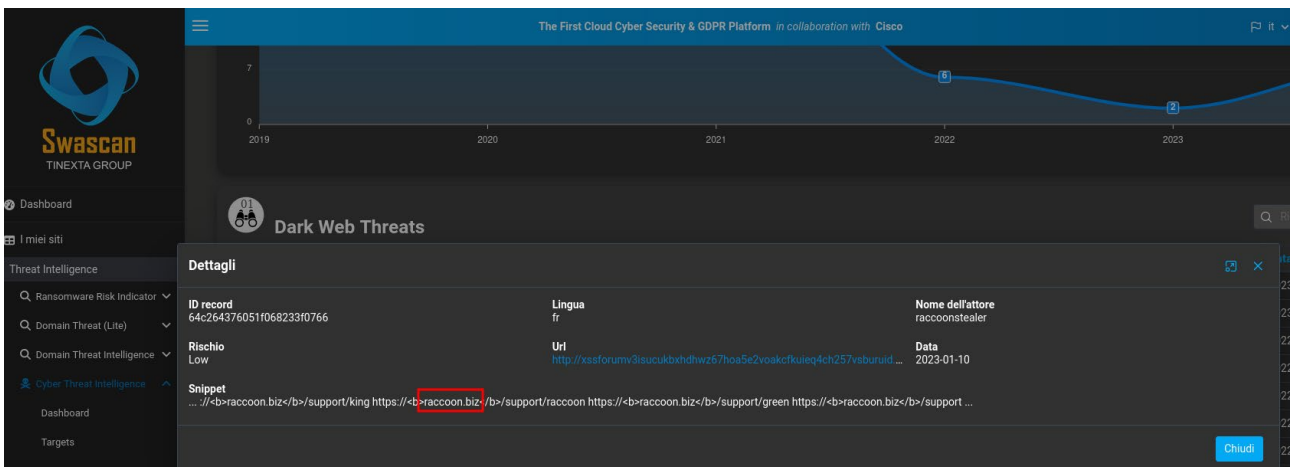 The First Cloud Cyber Security & GDPR Platform in collaboration with Cisco
it
Swascan
TINEXTA GROUP
7
0
6
2
2019
2020
2021
2022
2023
Dashboard
I miei siti
Threat Intelligence
Ransomware Risk Indicator
Domain Threat (Lite)
Domain Threat Intelligence
Cyber Threat Intelligence
Dashboard
Targets
01
Dark Web Threats
Dettagli
ID record
64c264376051f068233f0766
Lingua
fr
Nome dell'attore
raccoonstealer
Rischio
Low
Url
http://xssforumv3isucukbxhdhwz67hoa5e2voakcfkuieq4ch257vsburuid...
Data
2023-01-10
Snippet
... ://<b>raccoon.biz</b>/support/king https://<b>raccoon.biz</b>/support/raccoon https://<b>raccoon.biz</b>/support/green https://<b>raccoon.biz</b>/support ...
Chiudi